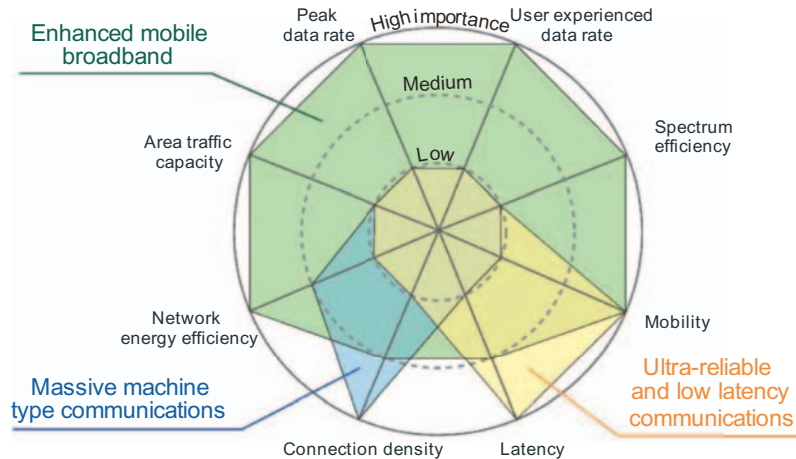 Peak
data rate
High importance
User experienced
data rate
Enhanced mobile
broadband
Medium
Area traffic
capacity
Low
Spectrum
efficiency
Network
energy efficiency
Mobility
Massive machine
type communications
Ultra-reliable
and low latency
communications
Connection density
Latency